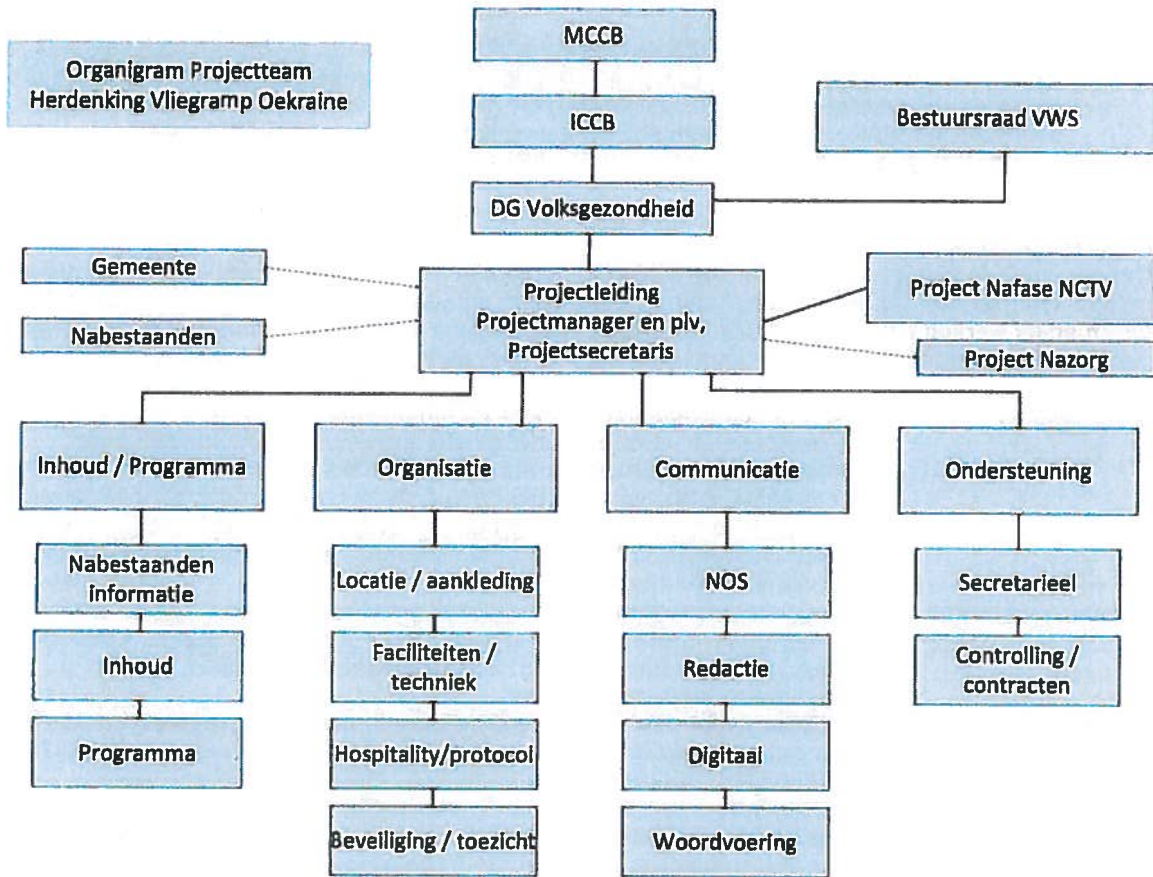 Organigram Projectteam
Herdenking Vliegramp Oekraine
MCCB
ICCB
Bestuursraad VWS
DG Volksgezondheid
Gemeente
Nabestaanden
Projectleiding
Projectmanager en plv,
Projectsecretaris
Project Nafase NCTV
Project Nazorg
Inhoud / Programma
Organisatie
Communicatie
Ondersteuning
Nabestaanden
informatie
Inhoud
Programma
Locatie / aankleding
Faciliteiten /
techniek
Hospitality/protocol
Beveiliging / toezicht
NOS
Redactie
Digitaal
Woordvoering
Secretarieel
Controlling /
contracten